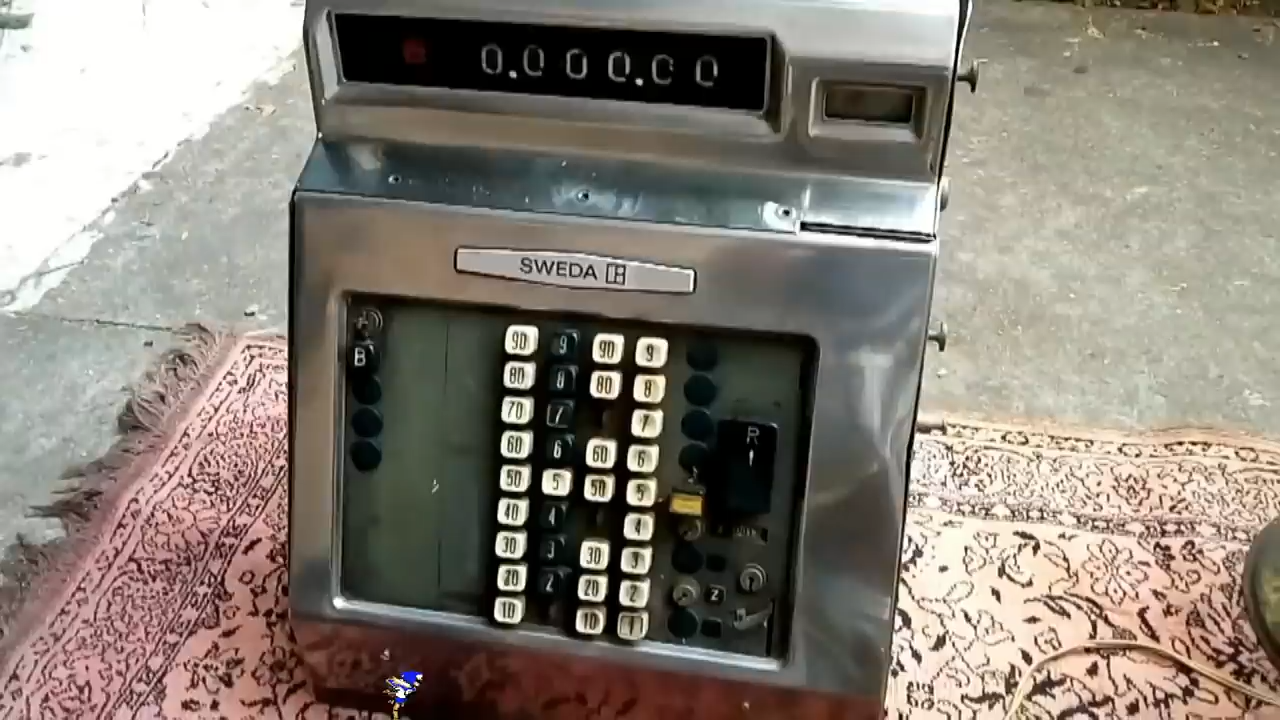 0.000.00
SWEDA
B
90 9 90 9
80 8 80 8
70 7 7
60 6 60 6
50 5 50 5
40 4 4
30 3 30 3
20 2 20 2
10 10 1
R
Z